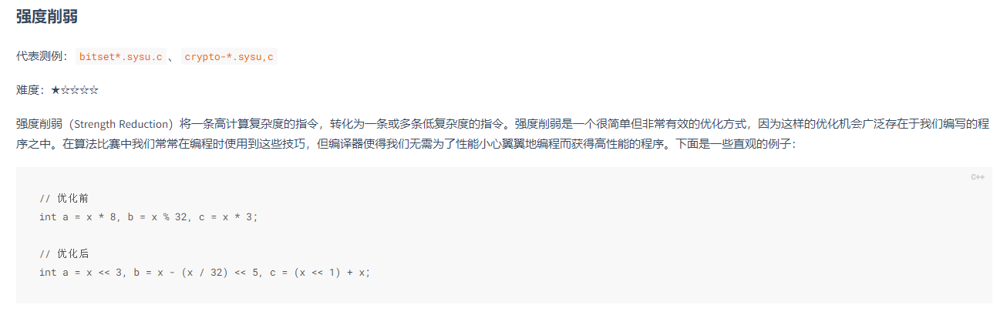 强度削弱
代表测例： bitset*.sysu.c 、 crypto-*.sysu,c
难度：★☆☆☆☆
强度削弱（Strength Reduction）将一条高计算复杂度的指令，转化为一条或多条低复杂度的指令。强度削弱是一个很简单但非常有效的优化方式，因为这样的优化机会广泛存在于我们编写的程
序之中。在算法比赛中我们常常在编程时使用到这些技巧，但编译器使得我们无需为了性能小心翼翼地编程而获得高性能的程序。下面是一些直观的例子：
C++
// 优化前
int a = x * 8, b = x % 32, c = x * 3;
// 优化后
int a = x << 3, b = x - (x / 32) << 5, c = (x << 1) + x;